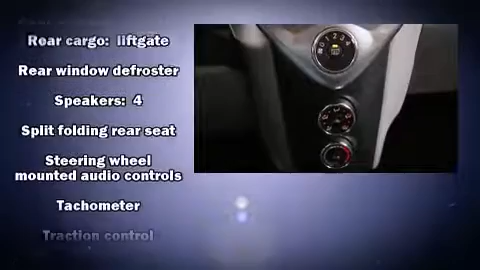 Rear cargo: liftgate
Rear window defroster
Speakers: 4
Split folding rear seat
Steering wheel
mounted audio controls
Tachometer
Traction control